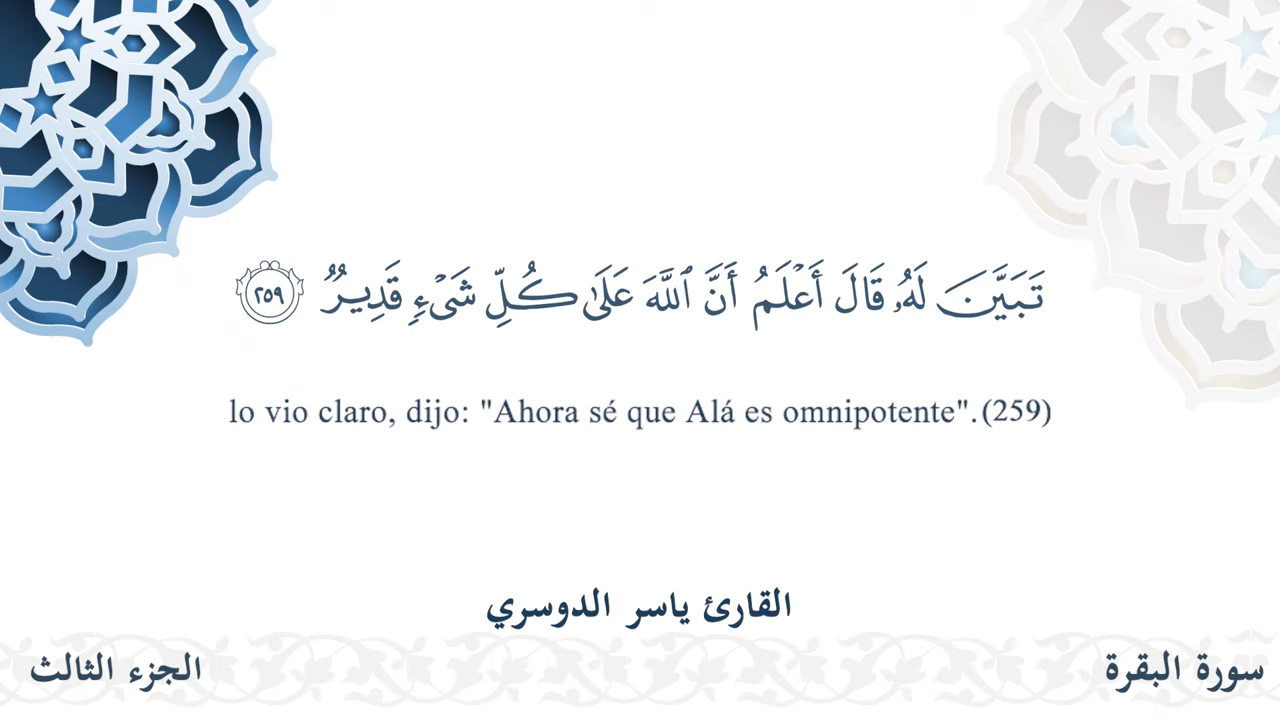 تَبَيَّنَ لَهُۥ قَالَ أَعْلَمُ أَنَّ ٱللَّهَ عَلَىٰ كُلِّ شَىْءٍ قَدِيرٌ ٢٥٩
lo vio claro, dijo: "Ahora sé que Alá es omnipotente".(259)
القارئ ياسر الدوسري
سورة البقرة
الجزء الثالث